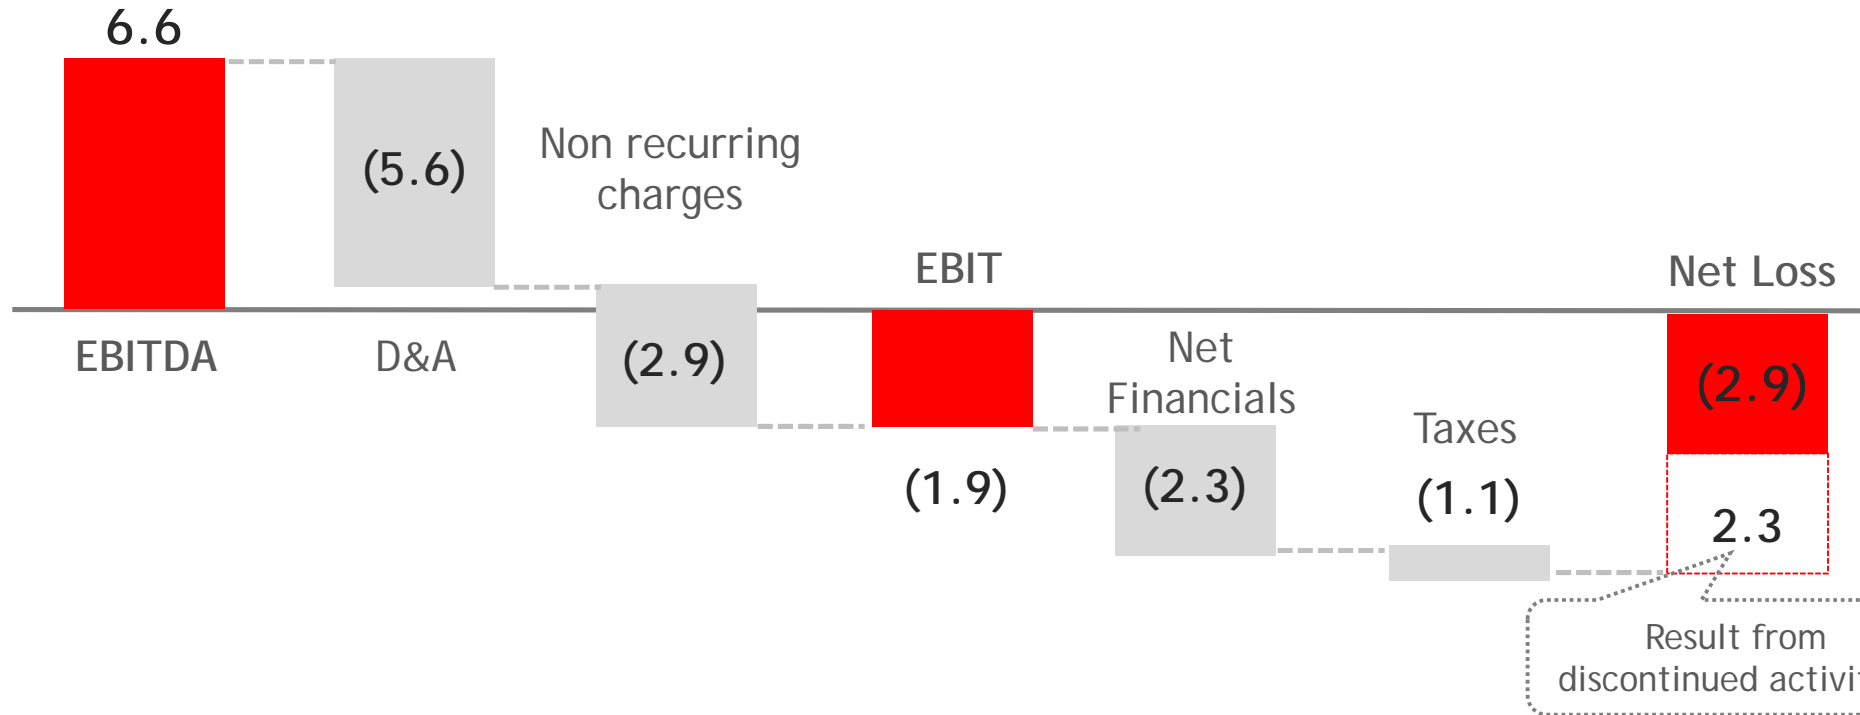 6.6
EBITDA
(5.6)
D&A
Non recurring
charges
(2.9)
EBIT
(1.9)
Net
Financials
(2.3)
Taxes
(1.1)
Net Loss
(2.9)
2.3
Result from
discontinued